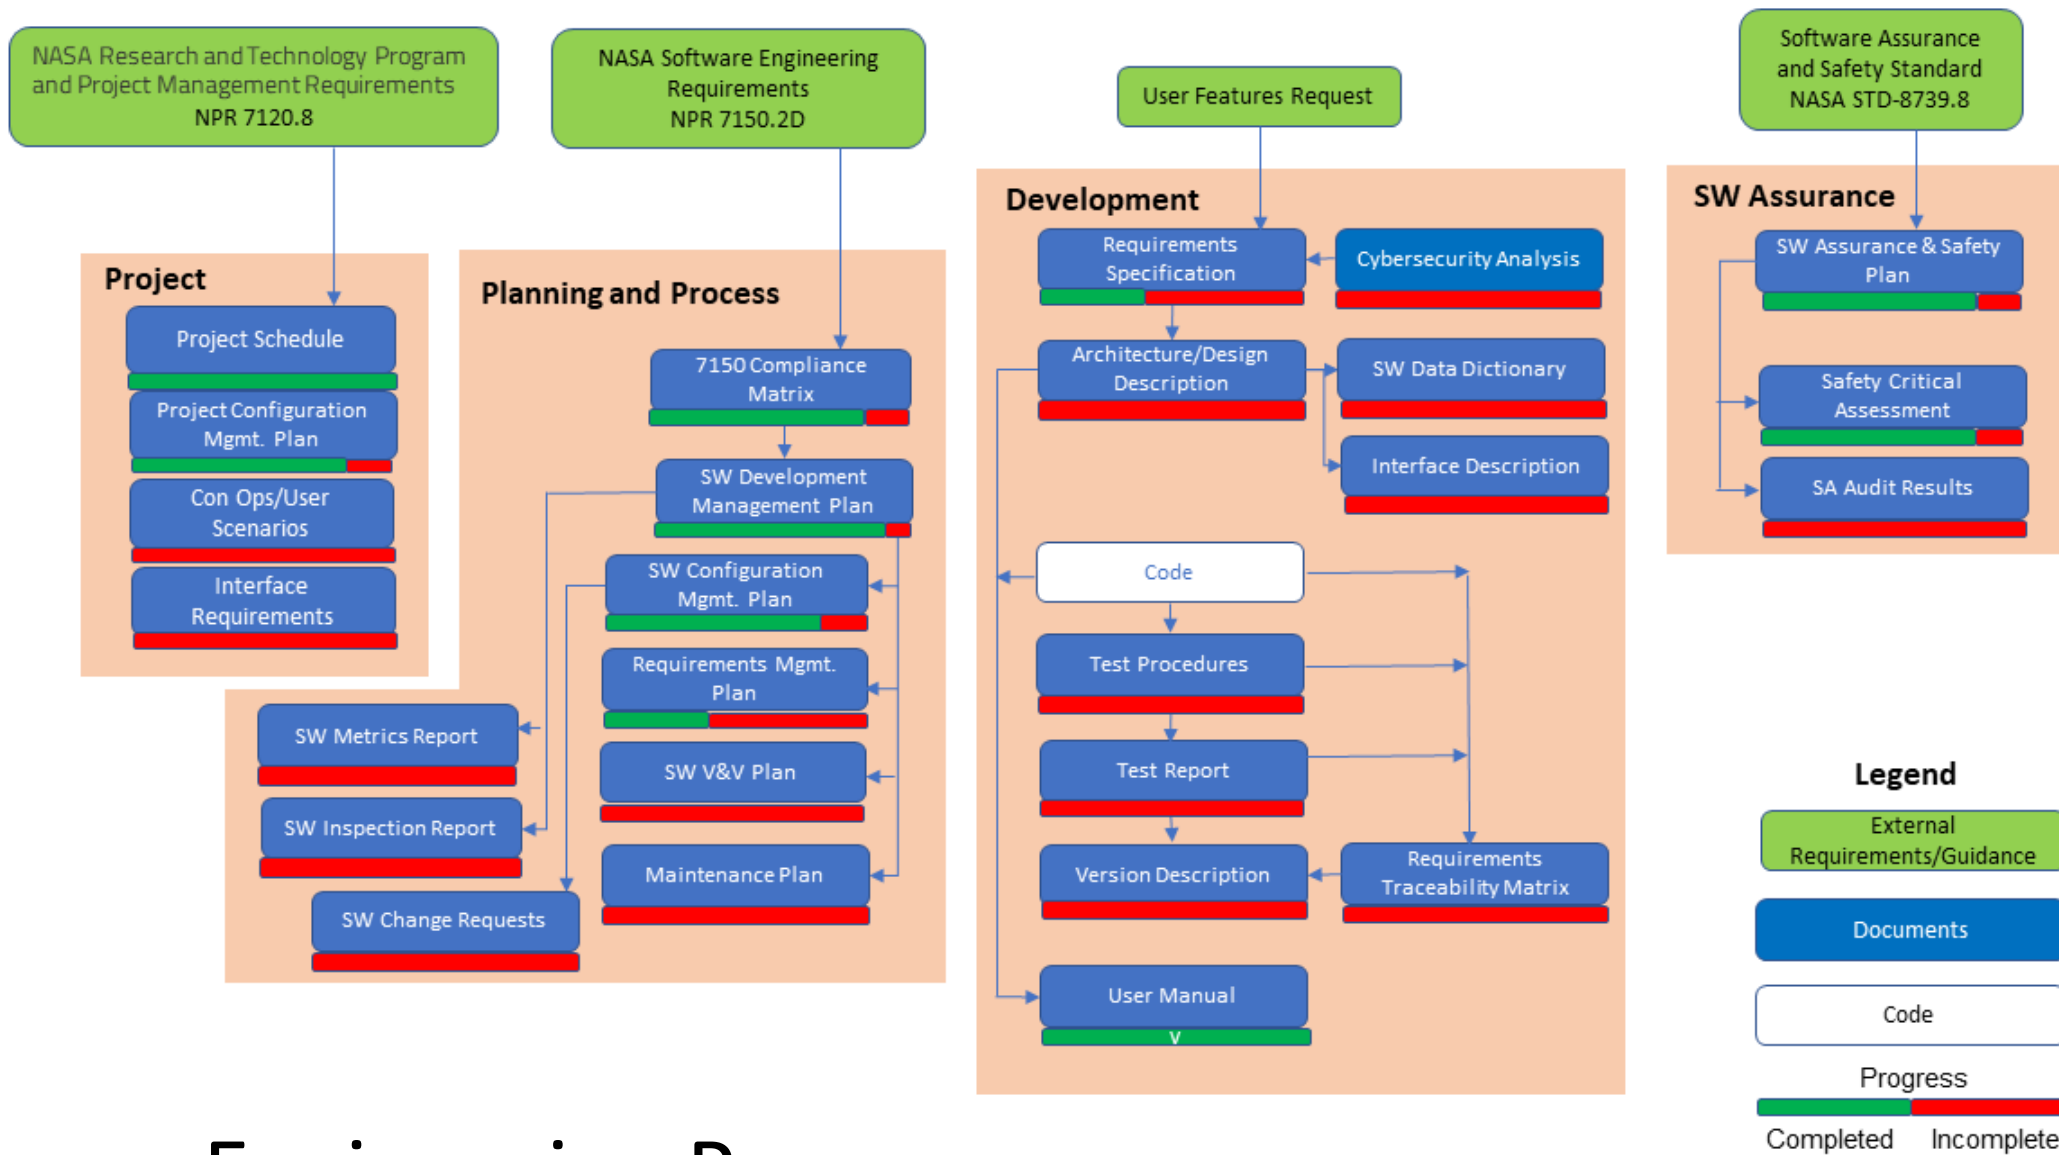 NASA Research and Technology Program
and Project Management Requirements
NPR 7120.8
NASA Software Engineering
Requirements
NPR 7150.2D
User Features Request
Software Assurance
and Safety Standard
NASA STD-8739.8
Project
Project Schedule
Project Configuration
Mgmt. Plan
Con Ops/User
Scenarios
Interface
Requirements
Planning and Process
7150 Compliance
Matrix
SW Development
Management Plan
SW Configuration
Mgmt. Plan
Requirements Mgmt.
Plan
SW V&V Plan
Maintenance Plan
SW Metrics Report
SW Inspection Report
SW Change Requests
Development
Requirements
Specification
Cybersecurity Analysis
Architecture/Design
Description
SW Data Dictionary
Interface Description
Code
Test Procedures
Test Report
Version Description
Requirements
Traceability Matrix
User Manual
V
SW Assurance
SW Assurance & Safety
Plan
Safety Critical
Assessment
SA Audit Results
Legend
External
Requirements/Guidance
Documents
Code
Progress
Completed Incomplete